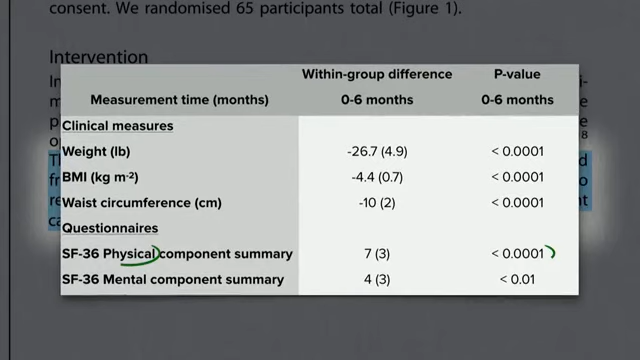 consent. We randomised 65 participants total (Figure 1).
Intervention
Within-group difference P-value
Measurement time (months) 0-6 months 0-6 months
Clinical measures
Weight (lb) -26.7 (4.9) < 0.0001
BMI (kg m-2) -4.4 (0.7) < 0.0001
Waist circumference (cm) -10 (2) < 0.0001
Questionnaires
SF-36 Physical component summary 7 (3) < 0.0001
SF-36 Mental component summary 4 (3) < 0.01